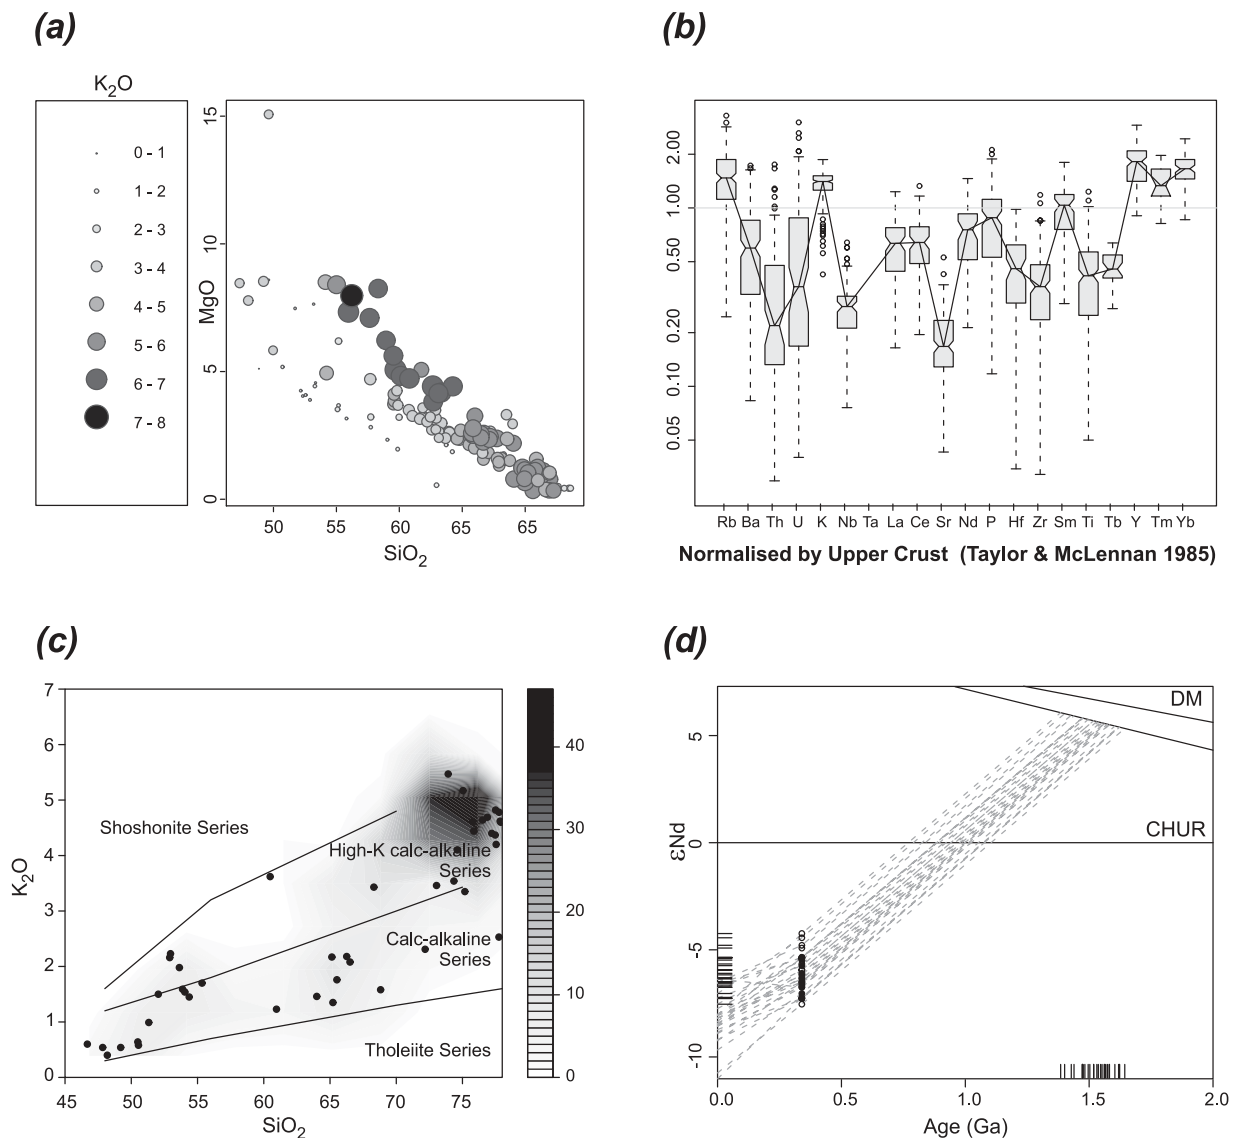 (a)
K2O
0 - 1
1 - 2
2 - 3
3 - 4
4 - 5
5 - 6
6 - 7
7 - 8
MgO
15
10
5
0
50 55 60 65 65
SiO2
(b)
2.00
1.00
0.50
0.20
0.10
0.05
Rb Ba Th U K Nb Ta La Ce Sr Nd P Hf Zr Sm Ti Tb Y Tm Yb
Normalised by Upper Crust (Taylor & McLennan 1985)
(c)
K2O
7
6
5
4
3
2
1
0
Shoshonite Series
High-K calc-alkaline
Series
Calc-alkaline
Series
Tholeiite Series
45 50 55 60 65 70 75
SiO2
40
30
20
10
0
(d)
εNd
5
0
-5
-10
DM
CHUR
0.0 0.5 1.0 1.5 2.0
Age (Ga)